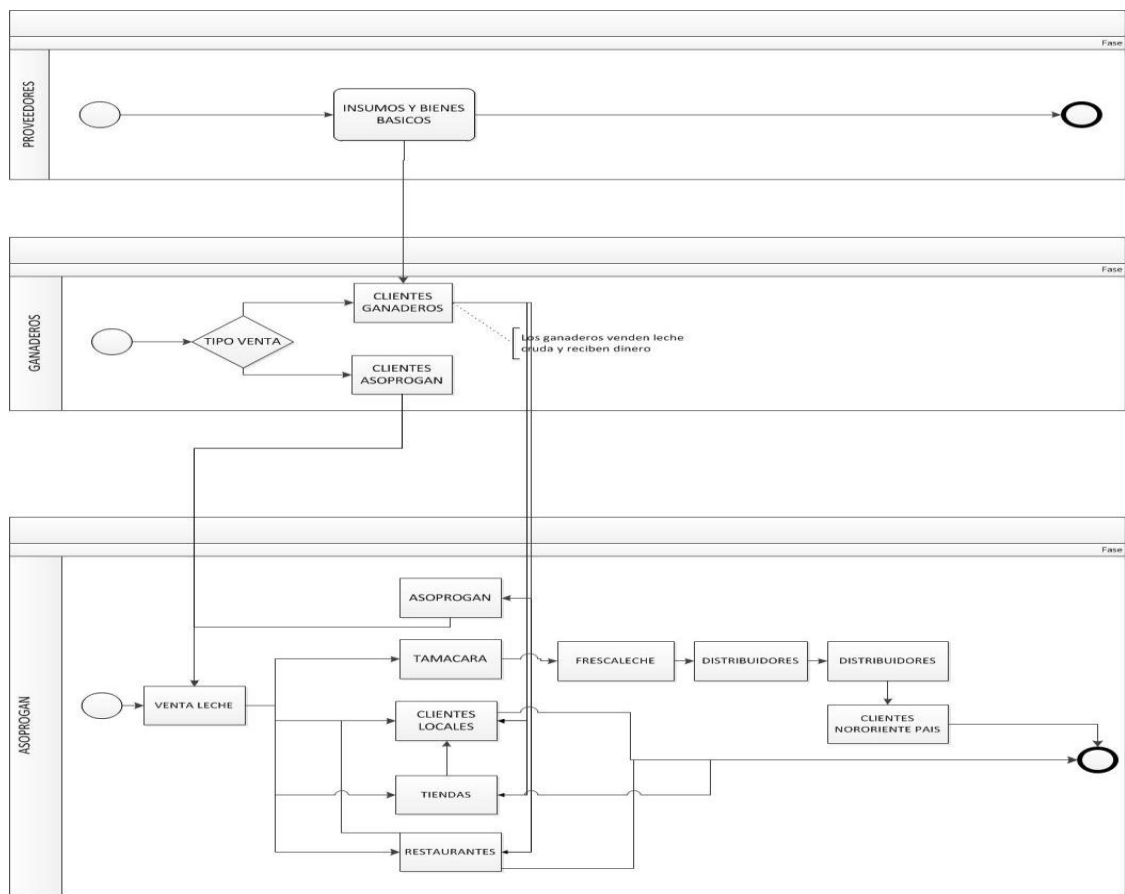 Fase
PROVEEDORES
INSUMOS Y BIENES
BASICOS
Fase
GANADEROS
CLIENTES
GANADEROS
TIPO VENTA
Los ganaderos venden leche
cruda y reciben dinero
CLIENTES
ASOPROGAN
Fase
ASOPROGAN
ASOPROGAN
TAMACARA
FRESCALECHE
DISTRIBUIDORES
DISTRIBUIDORES
VENTA LECHE
CLIENTES
LOCALES
CLIENTES
NORORIENTE PAIS
TIENDAS
RESTAURANTES